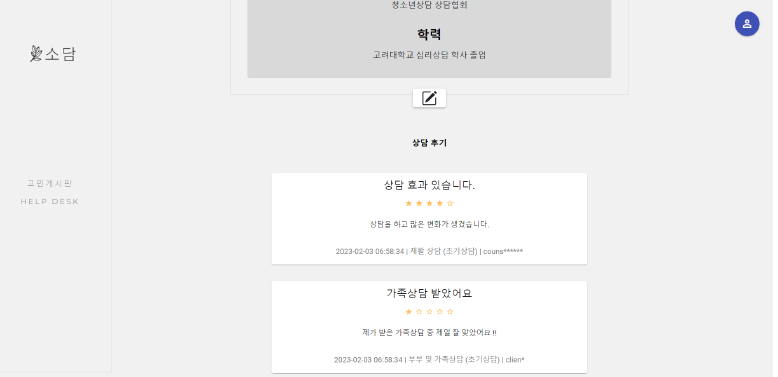 소담
고민게시판
HELP DESK
청소년상담 상담협회
학력
고려대학교 심리상담 학사 졸업
상담 후기
상담 효과 있습니다.
★ ★ ★ ★ ☆
상담을 하고 많은 변화가 생겼습니다.
2023-02-03 06:58:34 | 재활 상담 (초기상담) | couns******
가족상담 받았어요
★ ☆ ☆ ☆ ☆
제가 받은 가족상담 중 제일 잘 맞았어요!!
2023-02-03 06:58:34 | 부부 및 가족상담 (초기상담) | clien*